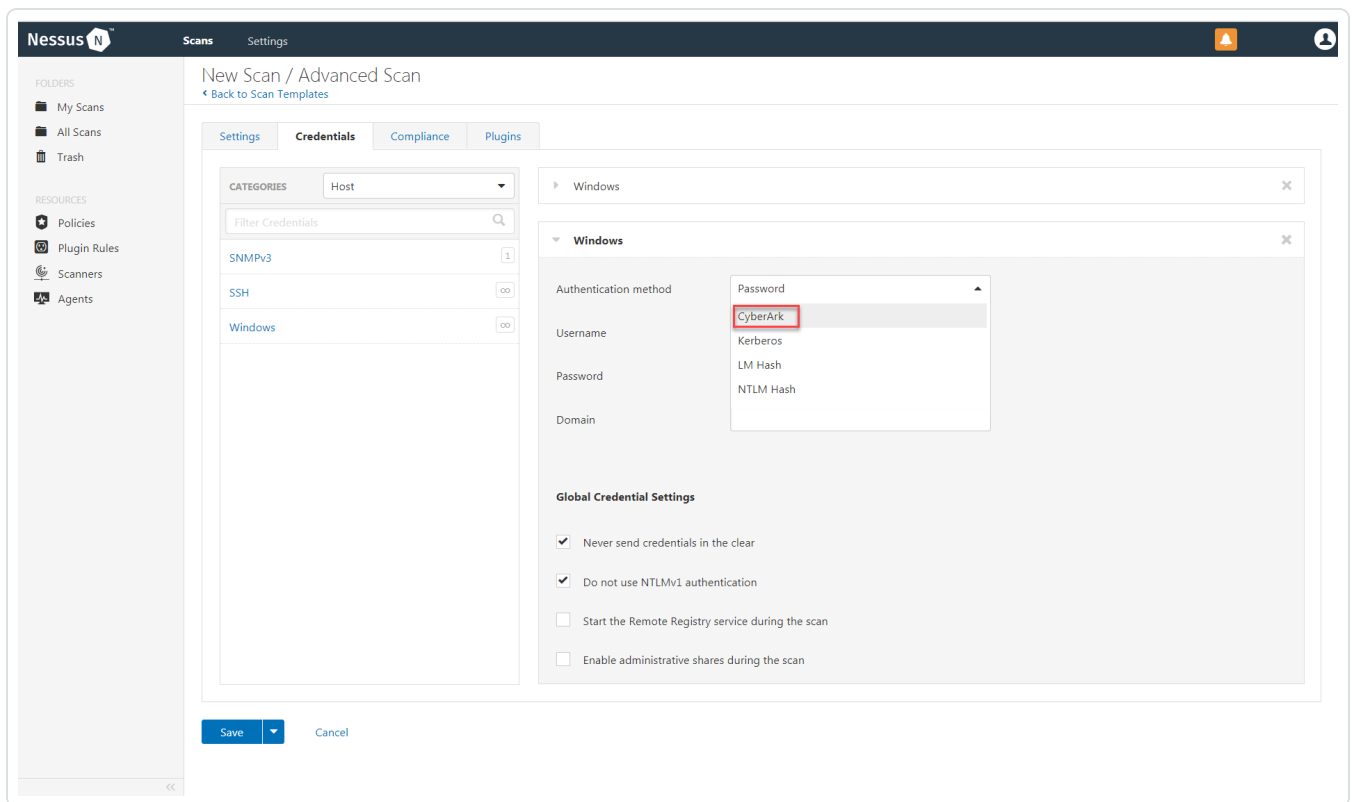 Nessus N ™
Scans Settings
FOLDERS
My Scans
All Scans
Trash
RESOURCES
Policies
Plugin Rules
Scanners
Agents
New Scan / Advanced Scan
Back to Scan Templates
Settings Credentials Compliance Plugins
CATEGORIES Host
Filter Credentials
SNMPv3 1
SSH ∞
Windows ∞
Windows
Windows
Authentication method Password
CyberArk
Kerberos
LM Hash
NTLM Hash
Username
Password
Domain
Global Credential Settings
Never send credentials in the clear
Do not use NTLMv1 authentication
Start the Remote Registry service during the scan
Enable administrative shares during the scan
Save Cancel